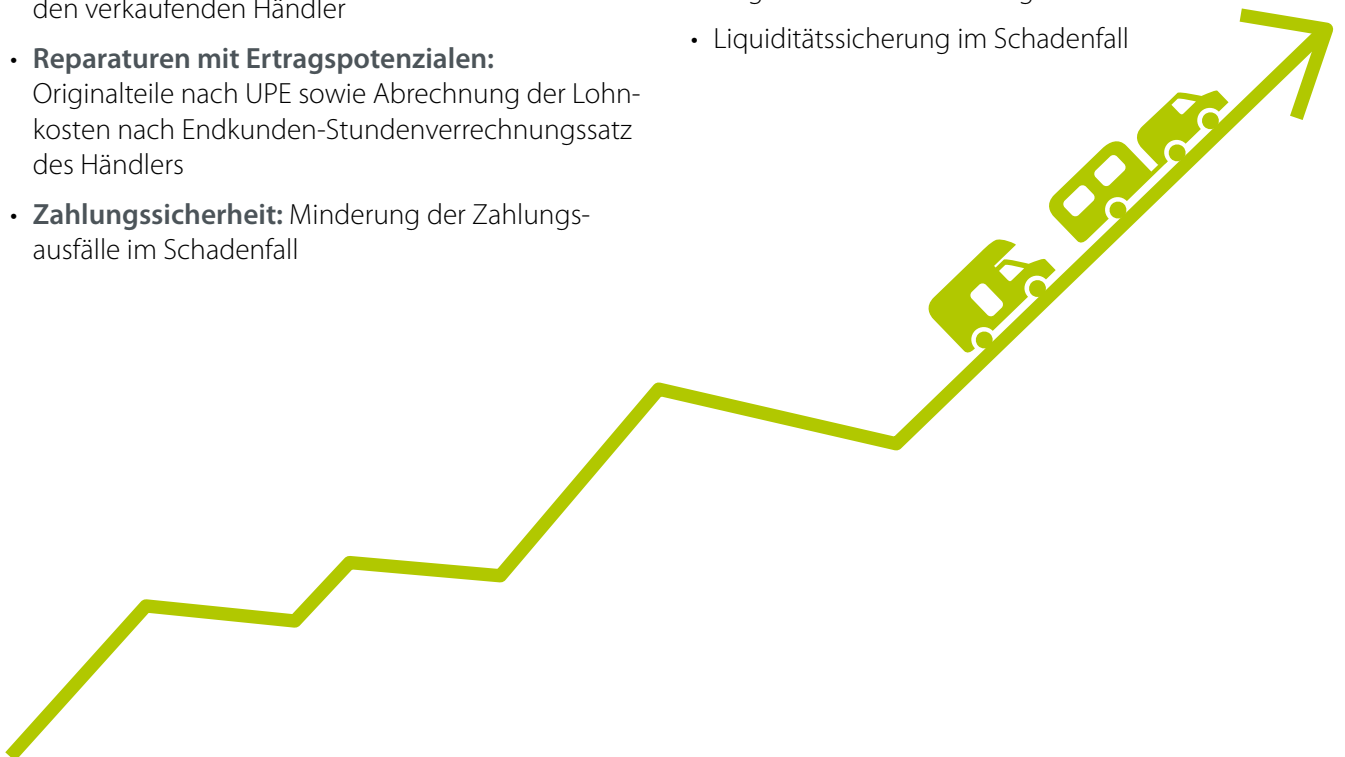 den verkaufenden Händler
• Reparaturen mit Ertragspotenzialen:
Originalteile nach UPE sowie Abrechnung der Lohn-
kosten nach Endkunden-Stundenverrechnungssatz
des Händlers
• Zahlungssicherheit: Minderung der Zahlungs-
ausfälle im Schadenfall
• Liquiditätssicherung im Schadenfall